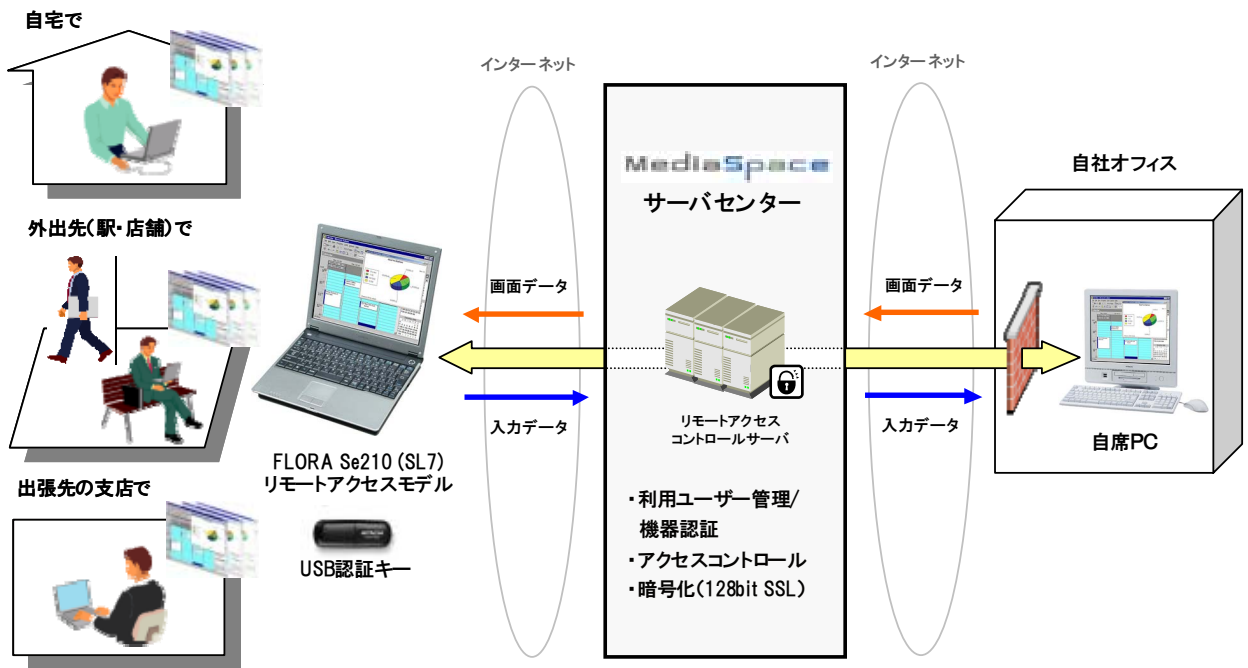 自宅で
外出先(駅・店舗)で
出張先の支店で
FLORA Se210 (SL7)
リモートアクセスモデル
USB認証キー
インターネット
画面データ
入力データ
MediaSpace
サーバセンター
リモートアクセス
コントロールサーバ
・利用ユーザー管理/
機器認証
・アクセスコントロール
・暗号化(128bit SSL)
インターネット
画面データ
入力データ
自社オフィス
自席PC